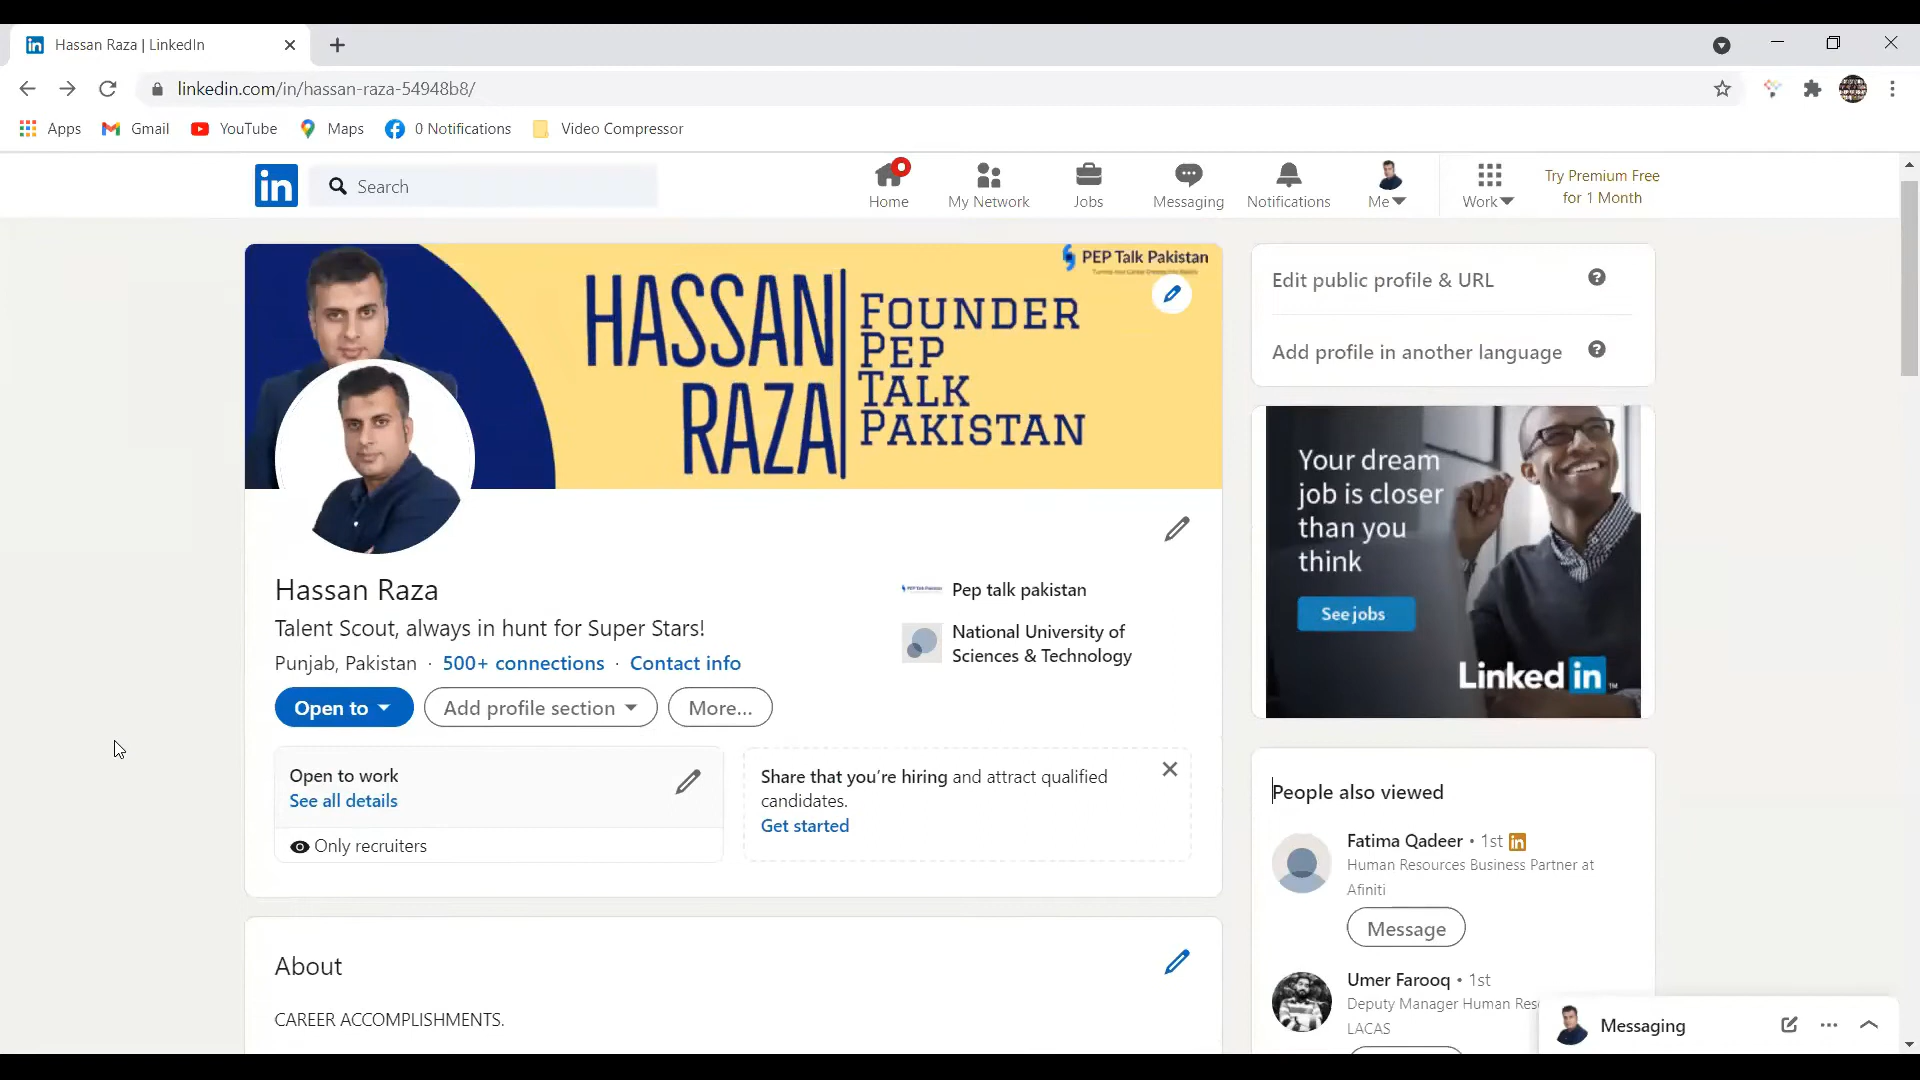 Hassan Raza | LinkedIn
linkedin.com/in/hassan-raza-54948b8/
Apps Gmail YouTube Maps 0 Notifications Video Compressor
in Search
Home My Network Jobs Messaging Notifications Me Work
Try Premium Free
for 1 Month
PEP Talk Pakistan
HASSAN
RAZA
FOUNDER
PEP
TALK
PAKISTAN
Hassan Raza
Talent Scout, always in hunt for Super Stars!
Punjab, Pakistan · 500+ connections · Contact info
Pep talk pakistan
National University of
Sciences & Technology
Open to Add profile section More...
Open to work
See all details
Only recruiters
Share that you’re hiring and attract qualified
candidates.
Get started
About
CAREER ACCOMPLISHMENTS.
Edit public profile & URL
Add profile in another language
Your dream
job is closer
than you
think
See jobs
Linked in
People also viewed
Fatima Qadeer • 1st in
Human Resources Business Partner at
Afiniti
Message
Umer Farooq • 1st
Deputy Manager Human Res
LACAS
Messaging